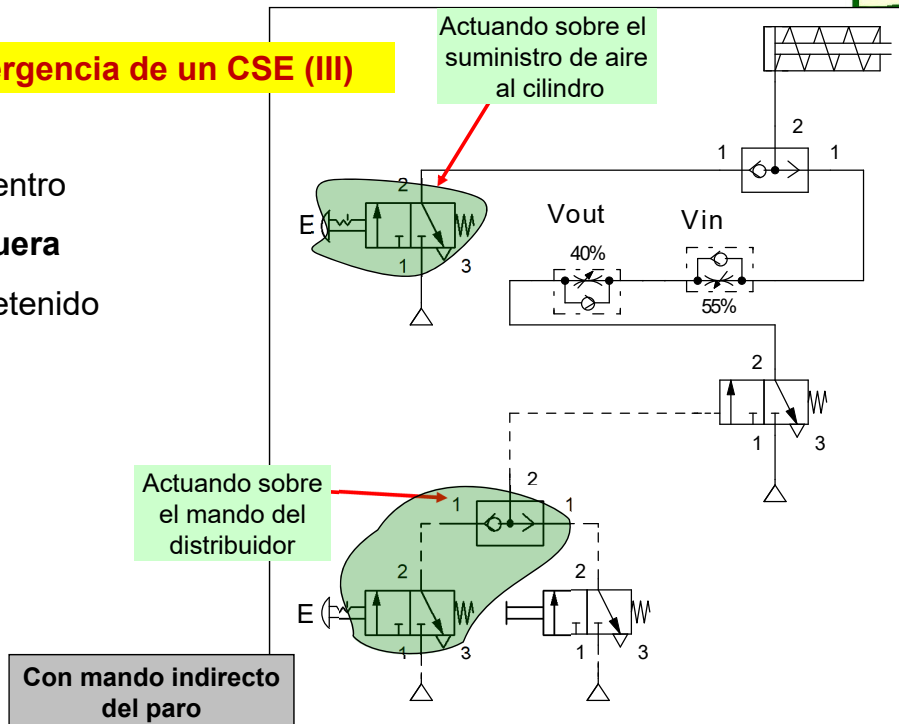 ergencia de un CSE (III)
Actuando sobre el
suministro de aire
al cilindro
entro
uera
etenido
2
1
1
2
E
1
3
Vout
Vin
40%
55%
2
1
3
Actuando sobre
el mando del
distribuidor
2
1
1
2
2
E
1
3
1
3
Con mando indirecto
del paro